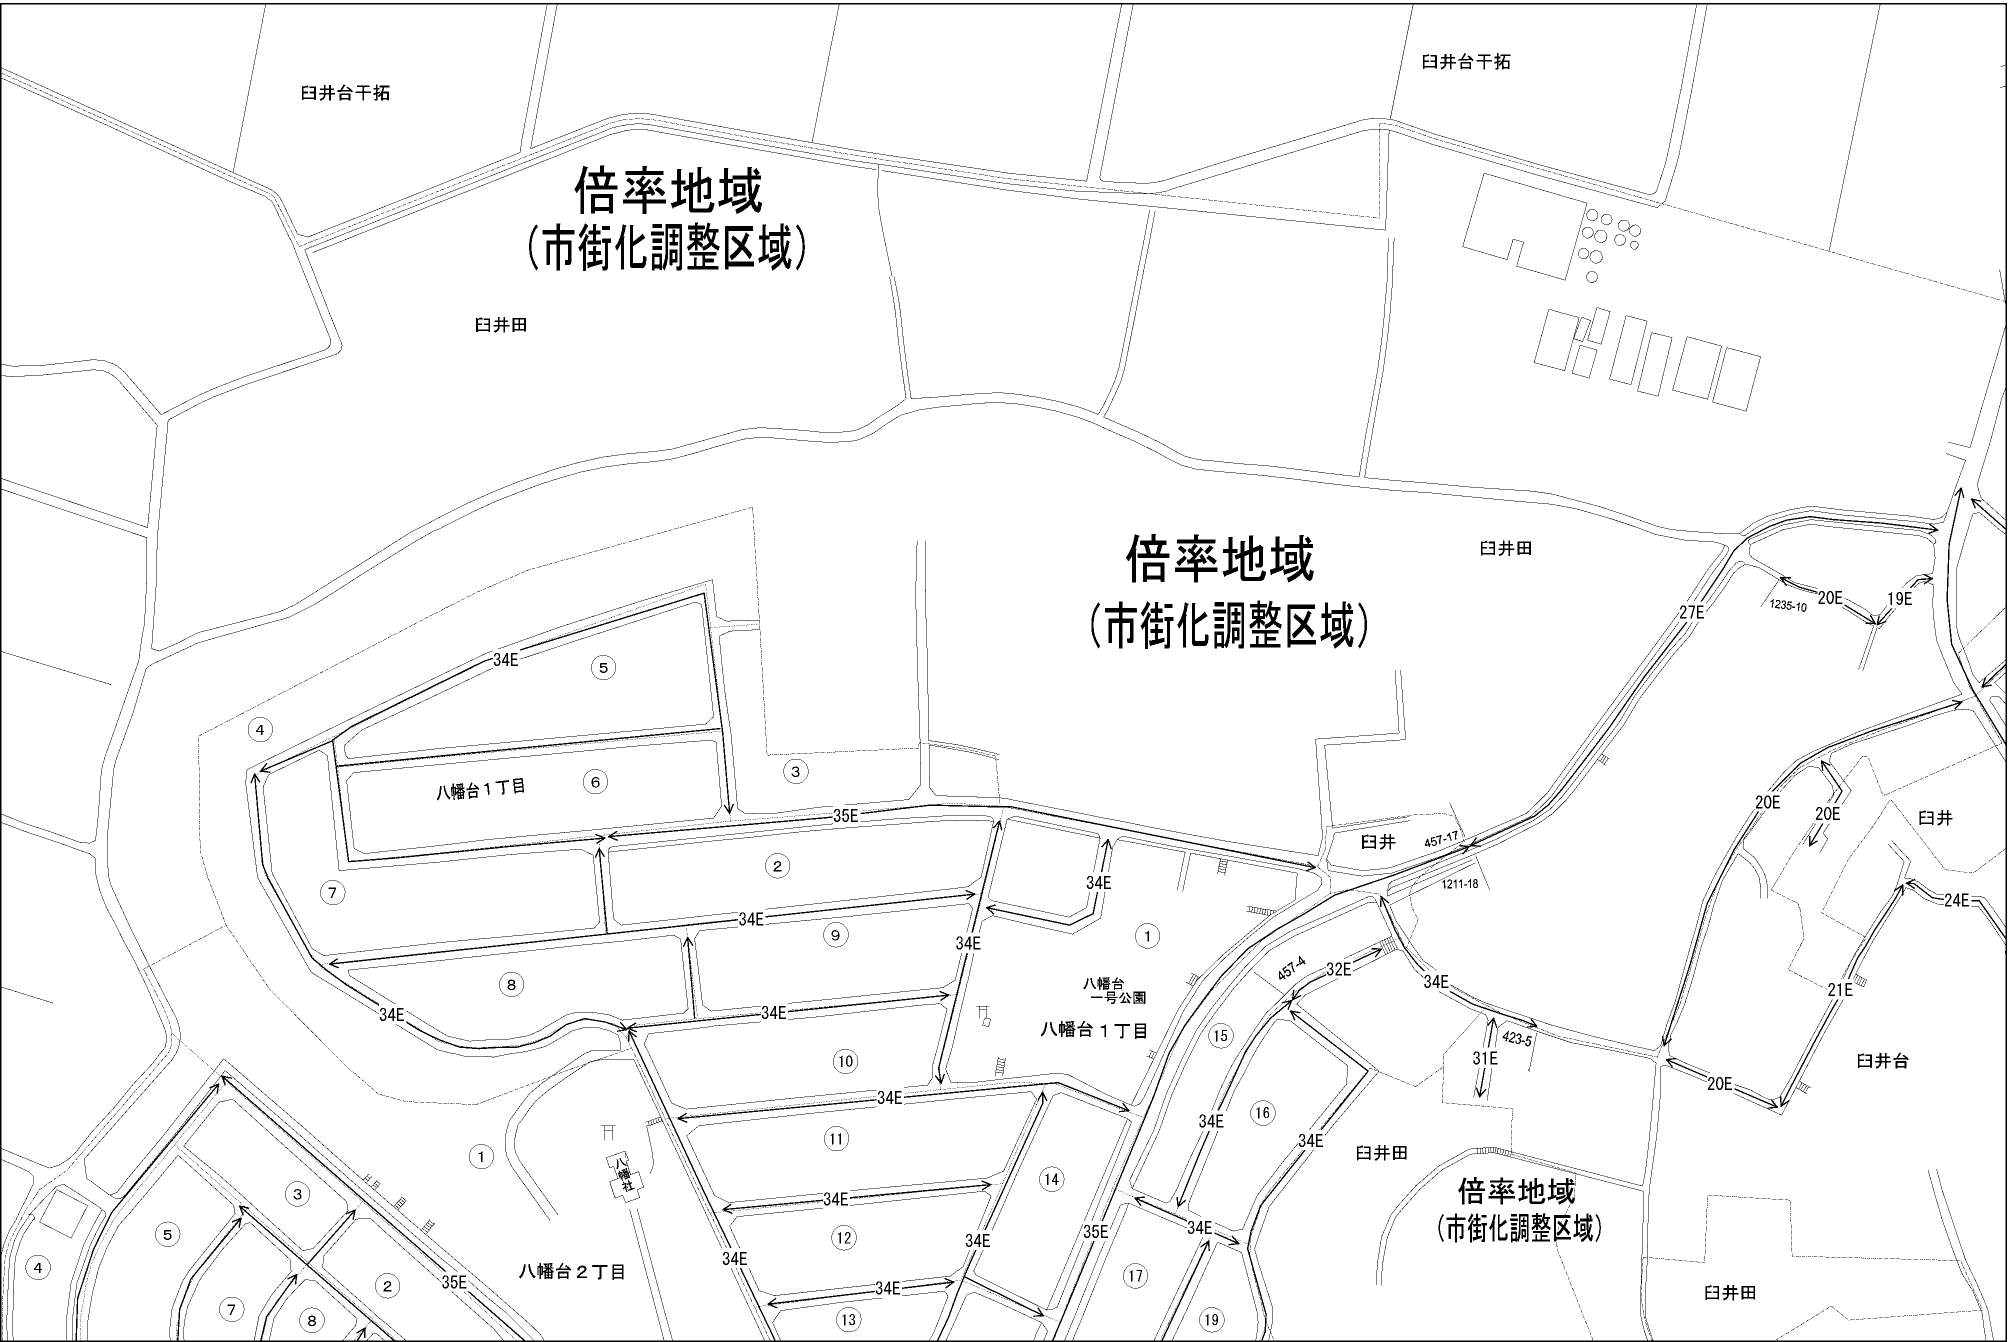 臼井台干拓
臼井台干拓
倍率地域
（市街化調整区域）
臼井田
倍率地域
（市街化調整区域）
臼井田
27E
20E
19E
1235-10
34E
⑤
④
⑥
八幡台１丁目
③
35E
20E
20E
臼井
臼井
457-17
1211-18
②
⑦
34E
34E
24E
34E
⑨
①
457-4
32E
34E
八幡台
一号公園
八幡台１丁目
⑧
34E
34E
21E
⑩
⑮
423-5
31E
臼井台
20E
34E
⑪
34E
⑯
34E
臼井田
①
八幡社
⑭
③
34E
倍率地域
（市街化調整区域）
⑤
⑫
34E
34E
35E
34E
④
八幡台２丁目
35E
②
34E
⑰
臼井田
⑦
⑧
⑬
⑲